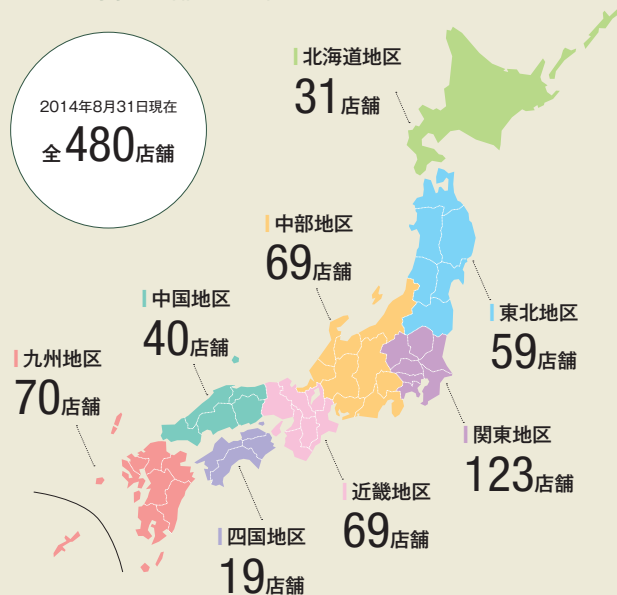 2014年8月31日現在
全480店舗
北海道地区
31店舗
中部地区
69店舗
中国地区
40店舗
東北地区
59店舗
九州地区
70店舗
関東地区
123店舗
近畿地区
69店舗
四国地区
19店舗